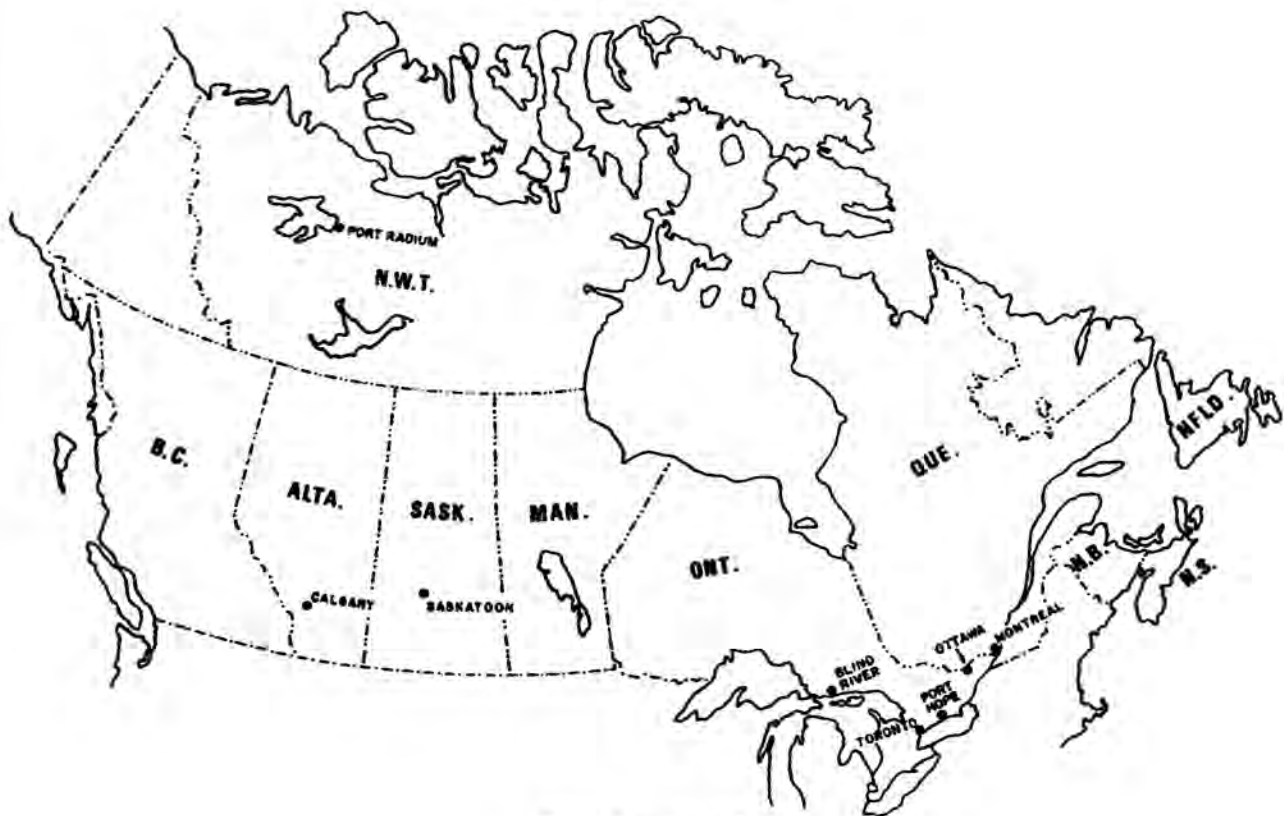 PORT RADIUM
N.W.T.
B.C.
ALTA.
SASK.
MAN.
ONT.
QUE.
NFLD.
N.B.
N.S.
CALGARY
SASKATOON
BLIND
RIVER
OTTAWA
MONTREAL
PORT
HOPE
TORONTO